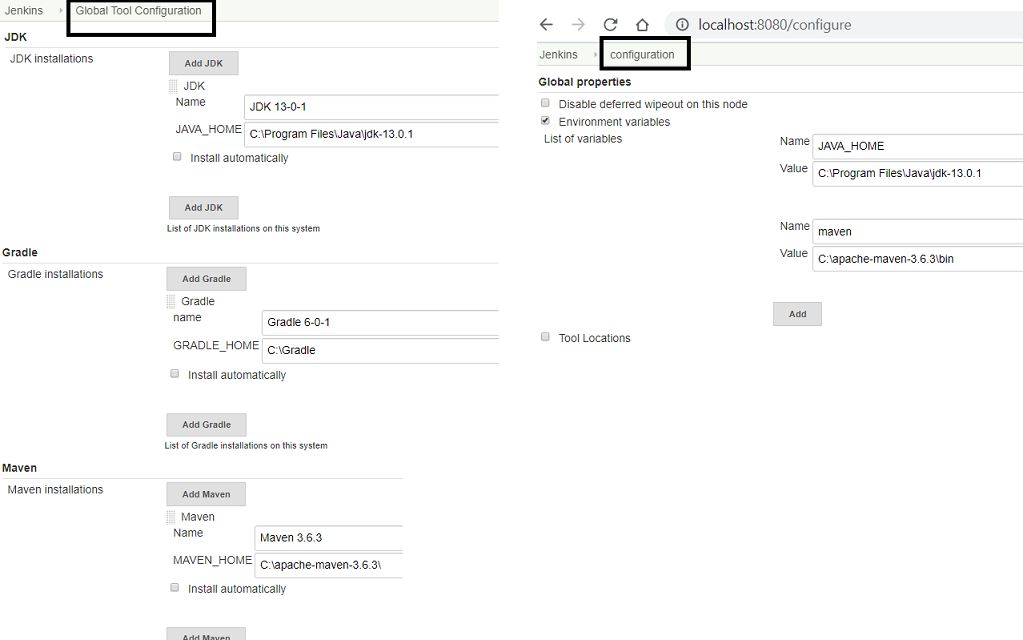 Jenkins
Global Tool Configuration
JDK
JDK installations
Add JDK
JDK
Name
JDK 13-0-1
JAVA_HOME
C:\Program Files\Java\jdk-13.0.1
Install automatically
Add JDK
List of JDK installations on this system
Gradle
Gradle installations
Add Gradle
Gradle
name
Gradle 6-0-1
GRADLE_HOME
C:\Gradle
Install automatically
Add Gradle
List of Gradle installations on this system
Maven
Maven installations
Add Maven
Maven
Name
Maven 3.6.3
MAVEN_HOME
C:\apache-maven-3.6.3\
Install automatically
Add Maven
localhost:8080/configure
Jenkins
configuration
Global properties
Disable deferred wipeout on this node
Environment variables
List of variables
Name
JAVA_HOME
Value
C:\Program Files\Java\jdk-13.0.1
Name
maven
Value
C:\apache-maven-3.6.3\bin
Add
Tool Locations